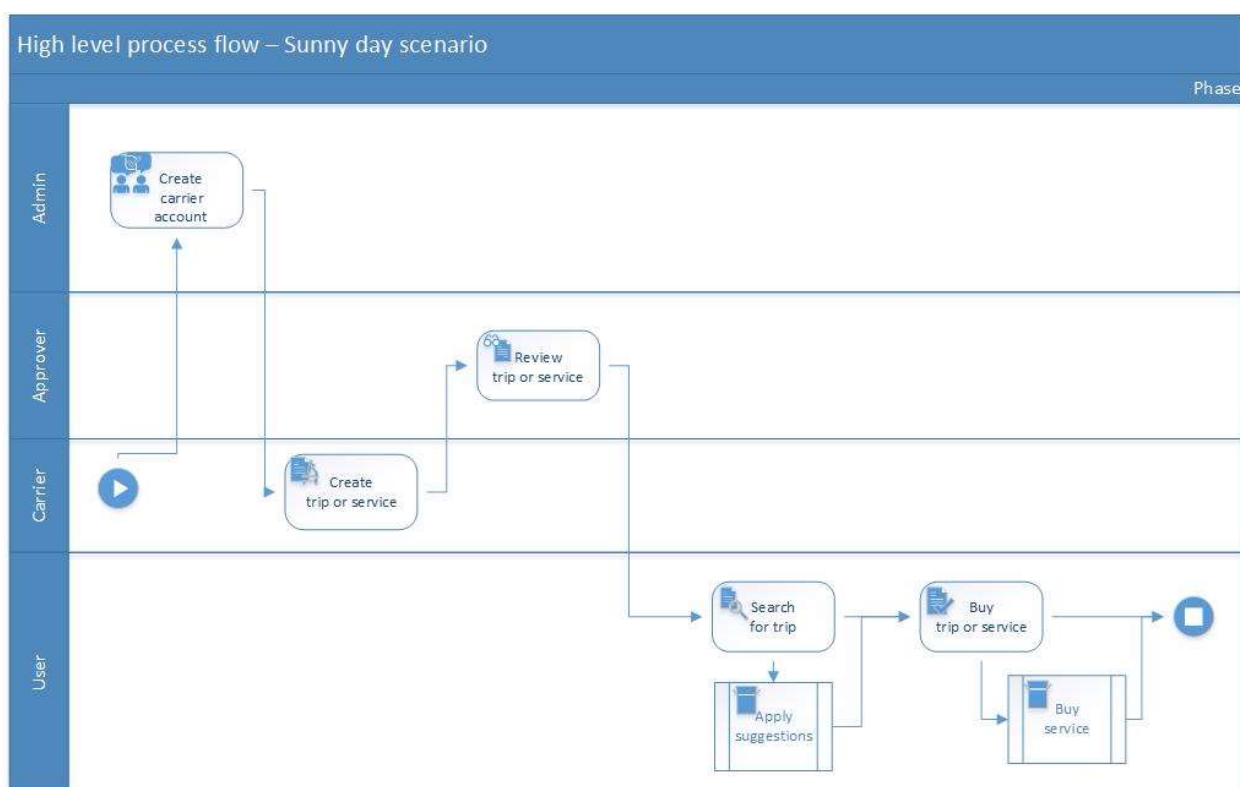 High level process flow – Sunny day scenario
Phase
Admin
Create
carrier
account
Approver
Review
trip or service
Carrier
Create
trip or service
User
Search
for trip
Buy
trip or service
Apply
suggestions
Buy
service